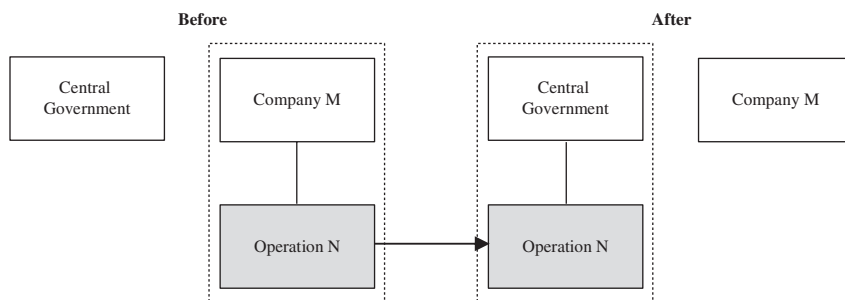 Before
After
Central
Government
Company M
Central
Government
Company M
Operation N
Operation N